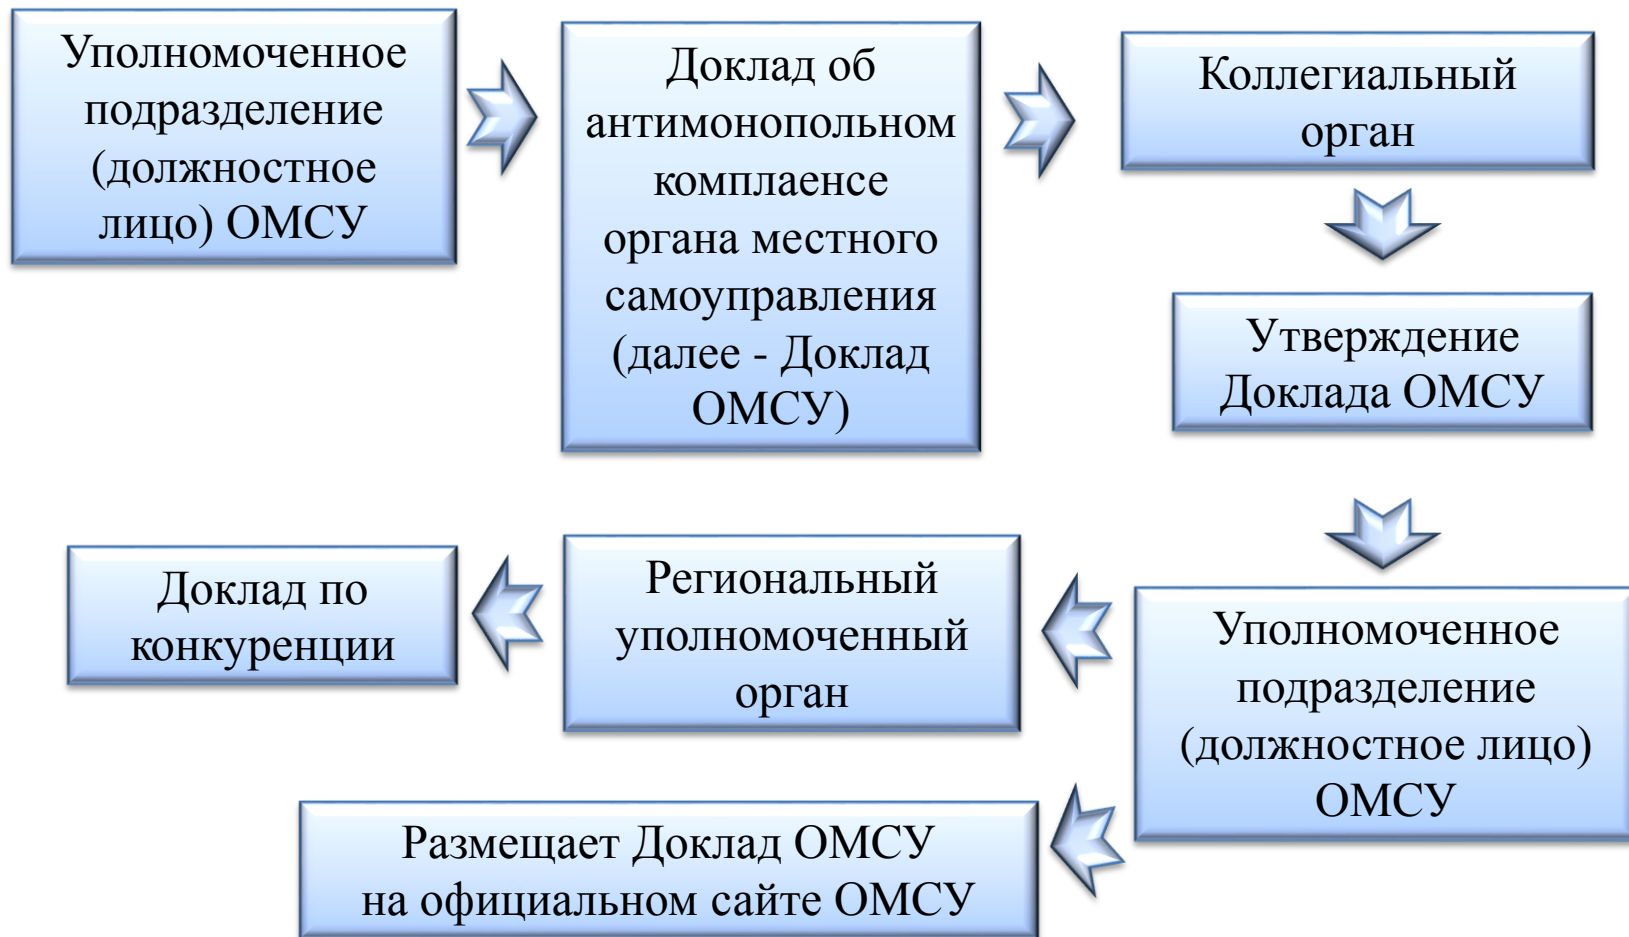 Уполномоченное
подразделение
(должностное
лицо) ОМСУ
Доклад об
антимонопольном
комплаенсе
органа местного
самоуправления
(далее - Доклад
ОМСУ)
Коллегиальный
орган
Утверждение
Доклада ОМСУ
Уполномоченное
подразделение
(должностное лицо)
ОМСУ
Региональный
уполномоченный
орган
Доклад по
конкуренции
Размещает Доклад ОМСУ
на официальном сайте ОМСУ